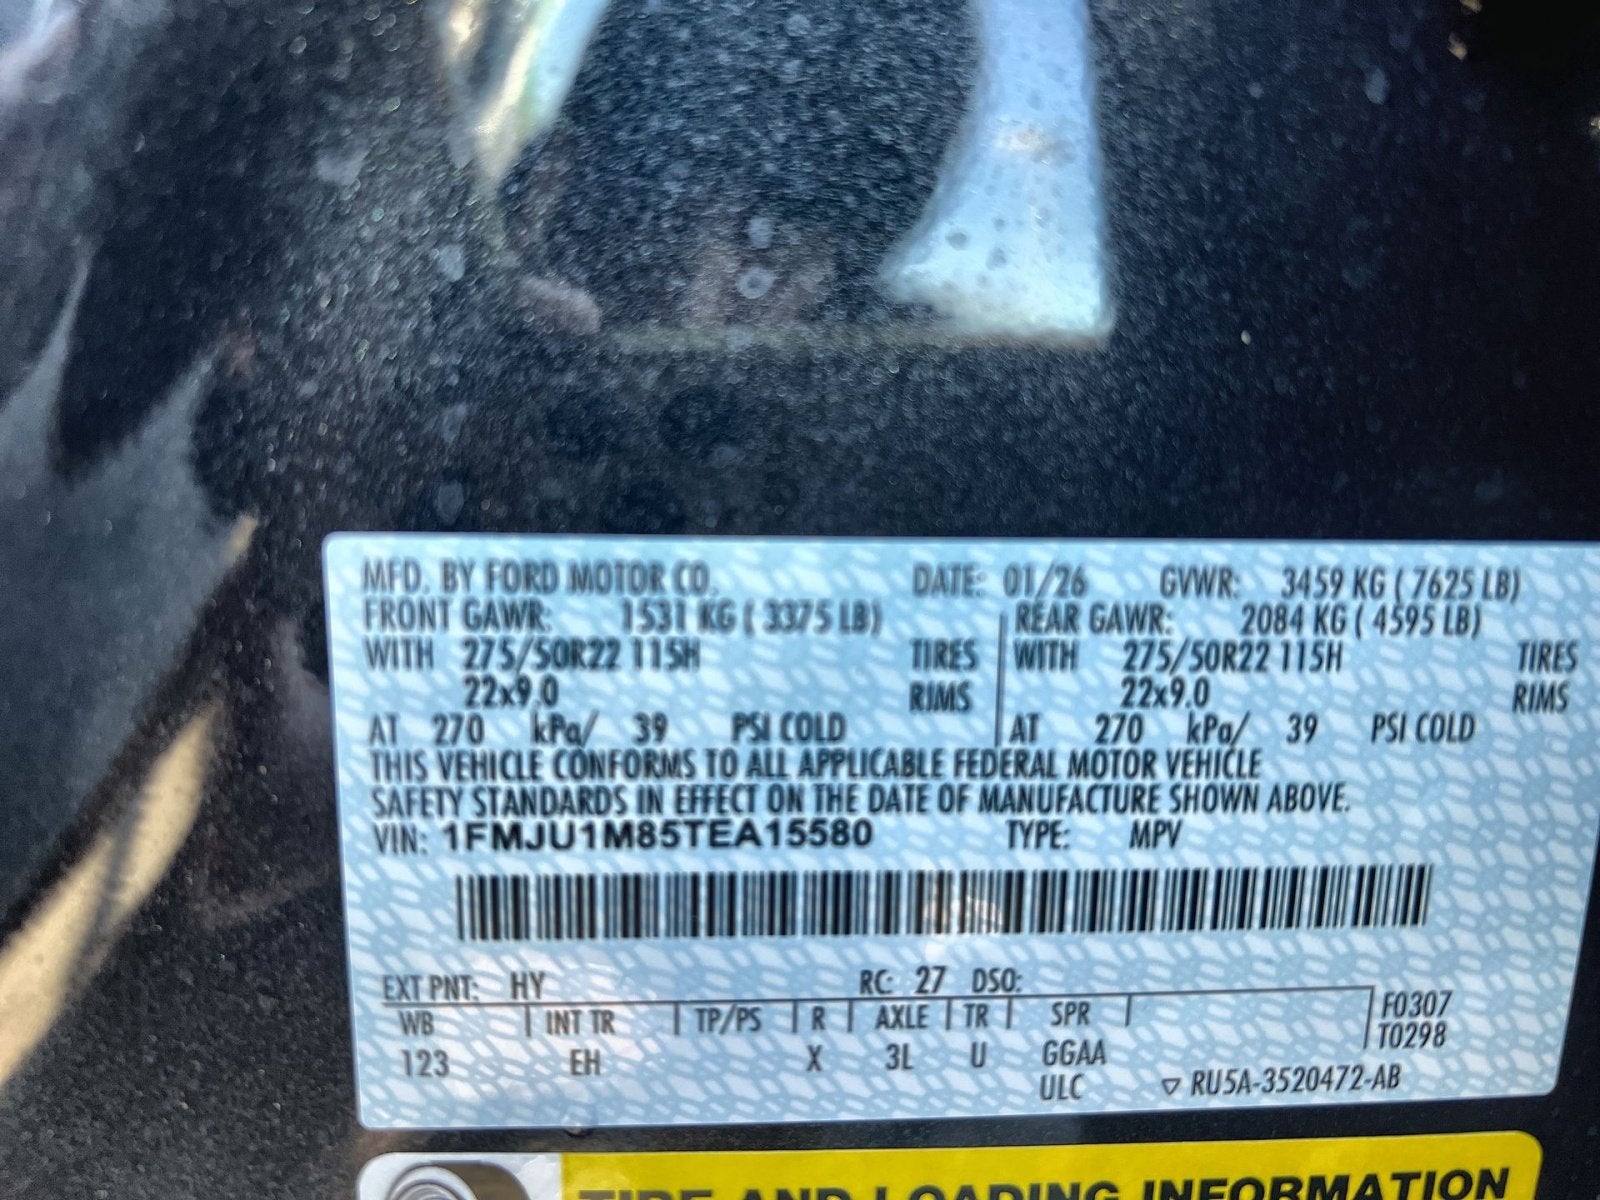 MFD. BY FORD MOTOR CO. DATE: 01/26 GVWR: 3459 KG ( 7625 LB)
FRONT GAWR: 1531 KG ( 3375 LB) REAR GAWR: 2084 KG ( 4595 LB)
WITH 275/50R22 115H TIRES WITH 275/50R22 115H TIRES
22x9.0 RIMS 22x9.0 RIMS
AT 270 kPa/ 39 PSI COLD AT 270 kPa/ 39 PSI COLD
THIS VEHICLE CONFORMS TO ALL APPLICABLE FEDERAL MOTOR VEHICLE
SAFETY STANDARDS IN EFFECT ON THE DATE OF MANUFACTURE SHOWN ABOVE.
VIN: 1FMJU1M85TEA15580 TYPE: MPV
EXT PNT: HY RC: 27 DSO:
WB INT TR TP/PS R AXLE TR SPR F0307
T0298
123 EH X 3L U GGAA
ULC ▽ RU5A-3520472-AB
TIRE AND LOADING INFORMATION